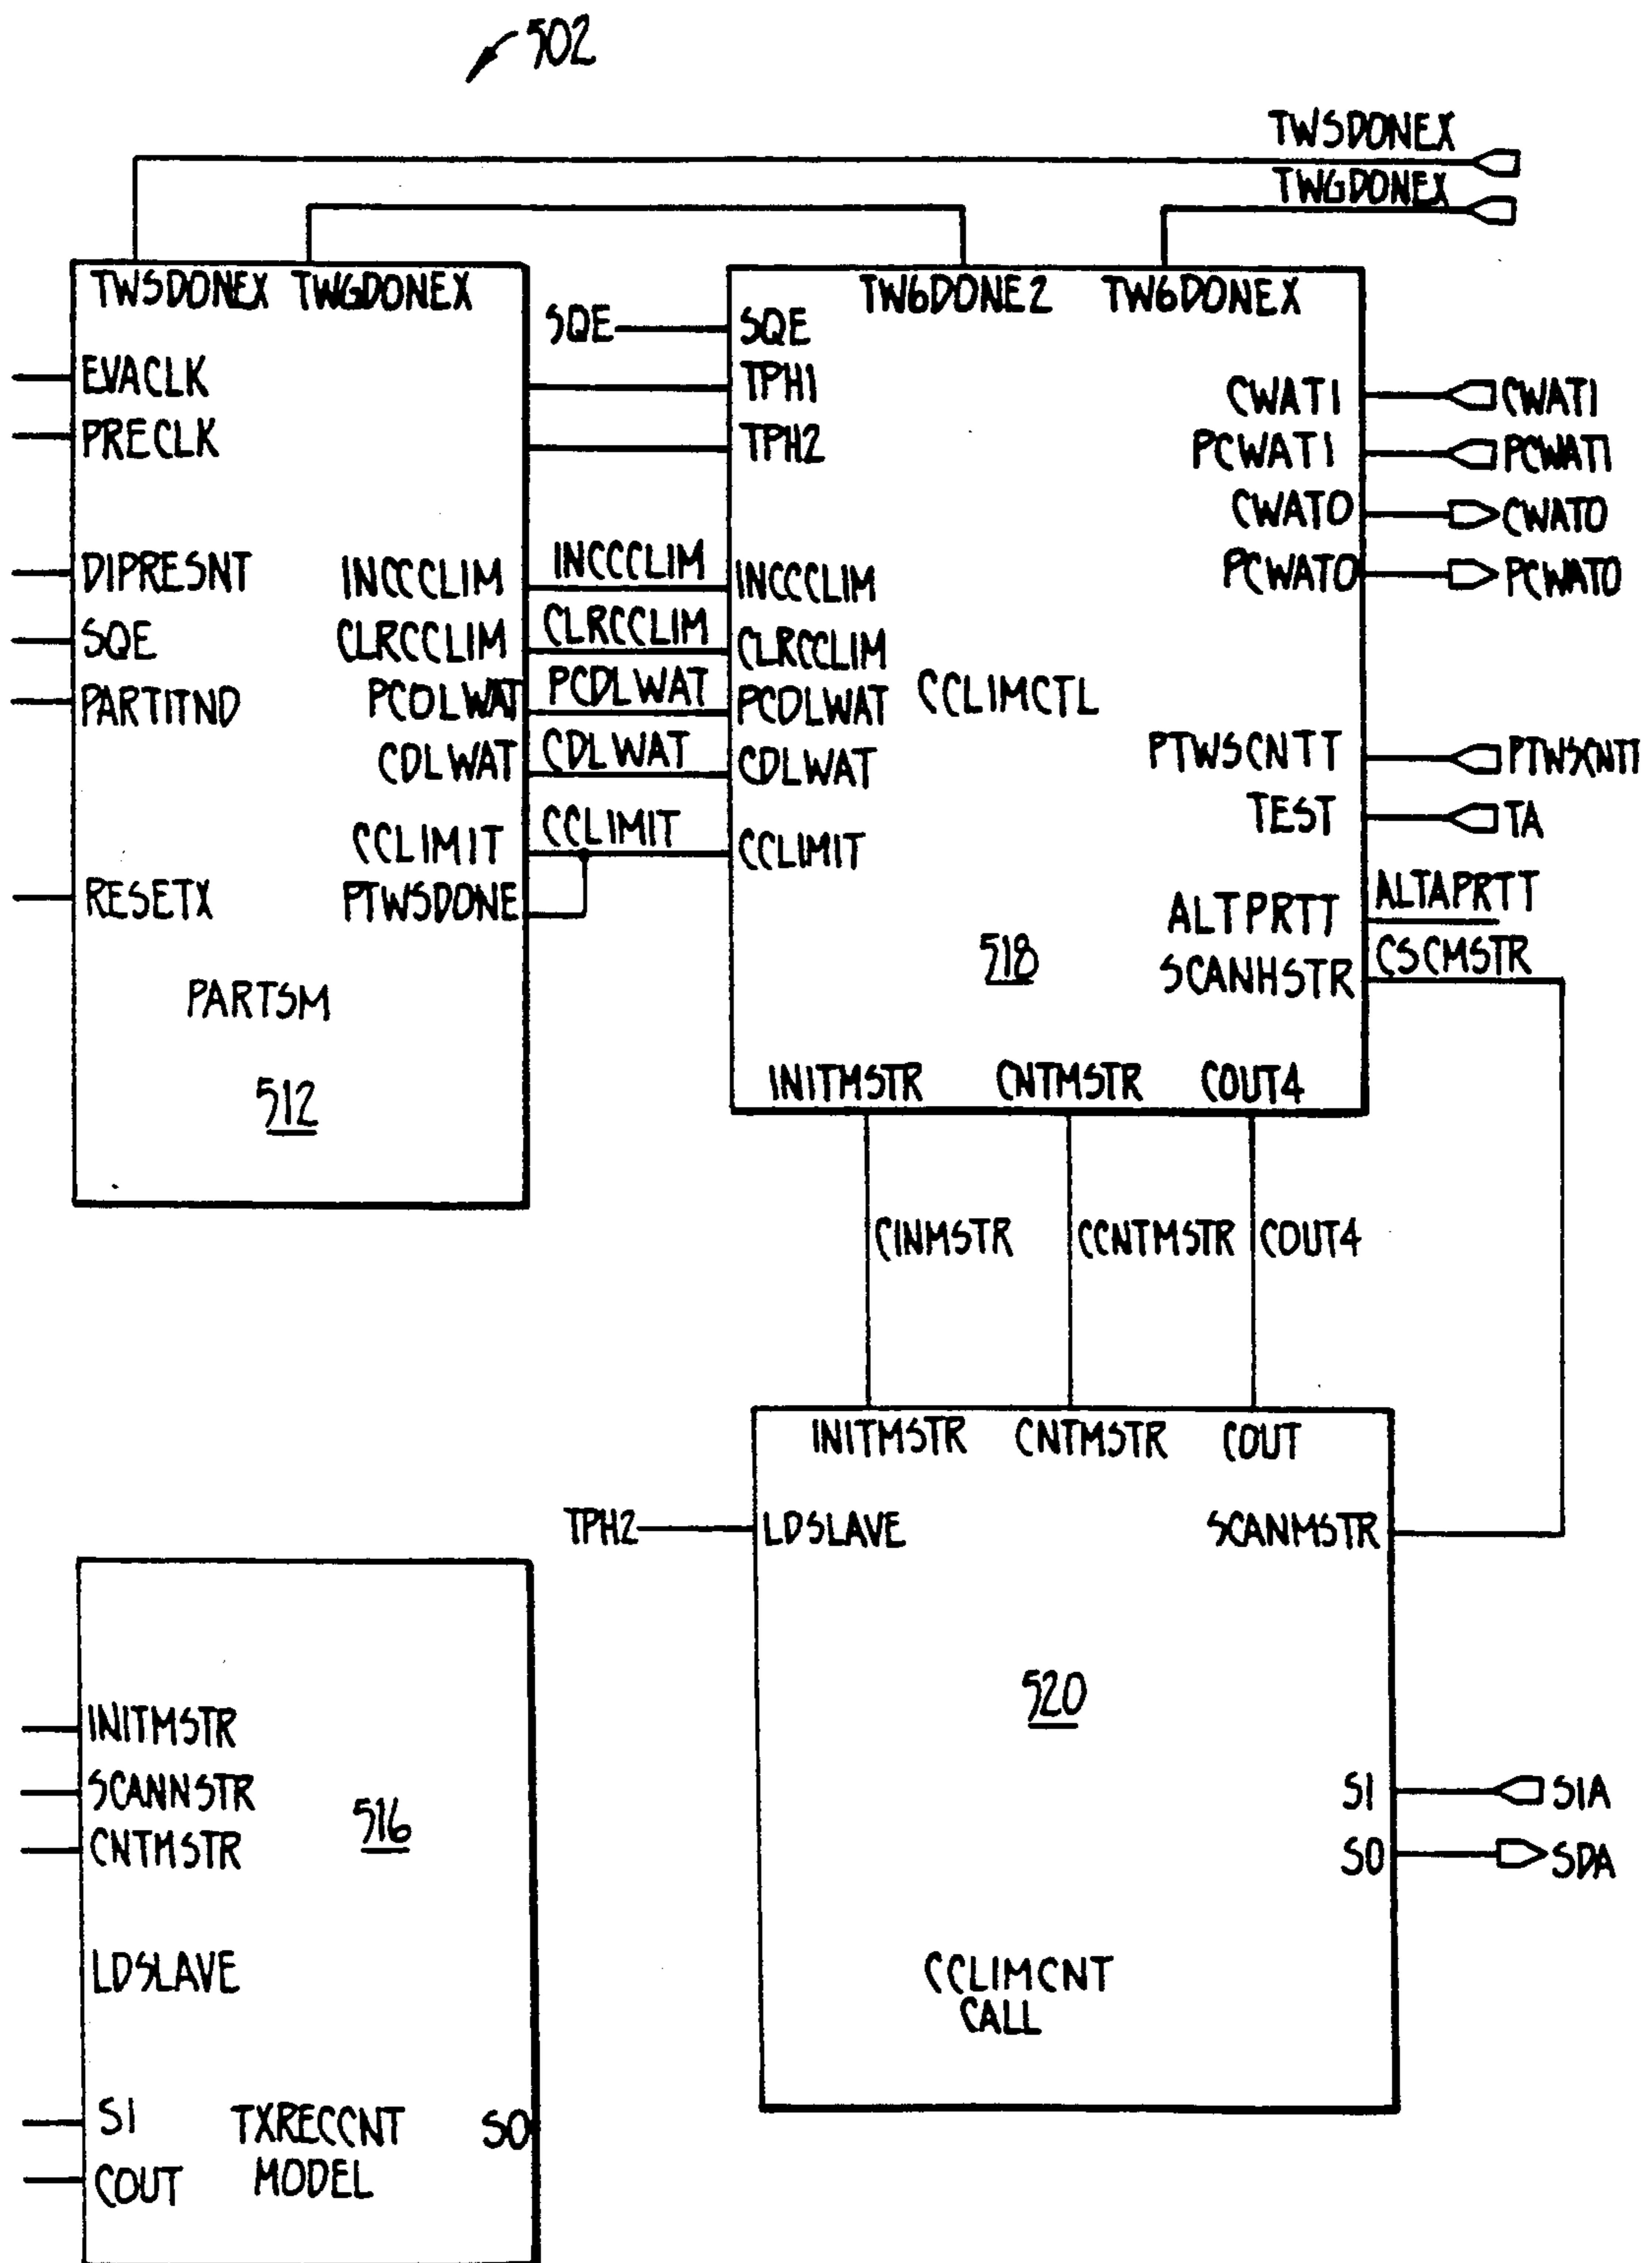 502
TWSDONEX
TWGDONEX
TWSDONEX TWGDONEX
EVACLK
PRECLK
DIPRESNT
SQE
PARTITND
RESETX
INCCCLIM
CLRCCLIM
PCOLWAT
CDLWAT
CCLIMIT
PTWSDONE
PARTSM
512
SQE
INCCCLIM
CLRCCLIM
PCDLWAT
CDLWAT
CCLIMIT
TW6DONE2 TW6DONEX
SQE
TPH1
TPH2
INCCCLIM
CLRCCLIM
PCDLWAT
CDLWAT
CCLIMIT
CCLIMCTL
518
CWATI
PCWATI
CWATO
PCWATO
PTWSCNTT
TEST
ALTPRTT
SCANHSTR
INITMSTR CNTMSTR COUT4
CWATI
PCWATI
CWATO
PCWATO
PTWSCNTT
TA
ALTAPRTT
CSCMSTR
CINMSTR CCNTMSTR COUT4
INITMSTR CNTMSTR COUT
TPH2
LDSLAVE
SCANMSTR
520
SI
SO
SIA
SDA
CCLIMCNT
CALL
INITMSTR
SCANNSTR
CNTMSTR
516
LDSLAVE
SI
COUT
TXRECCNT
MODEL
SO